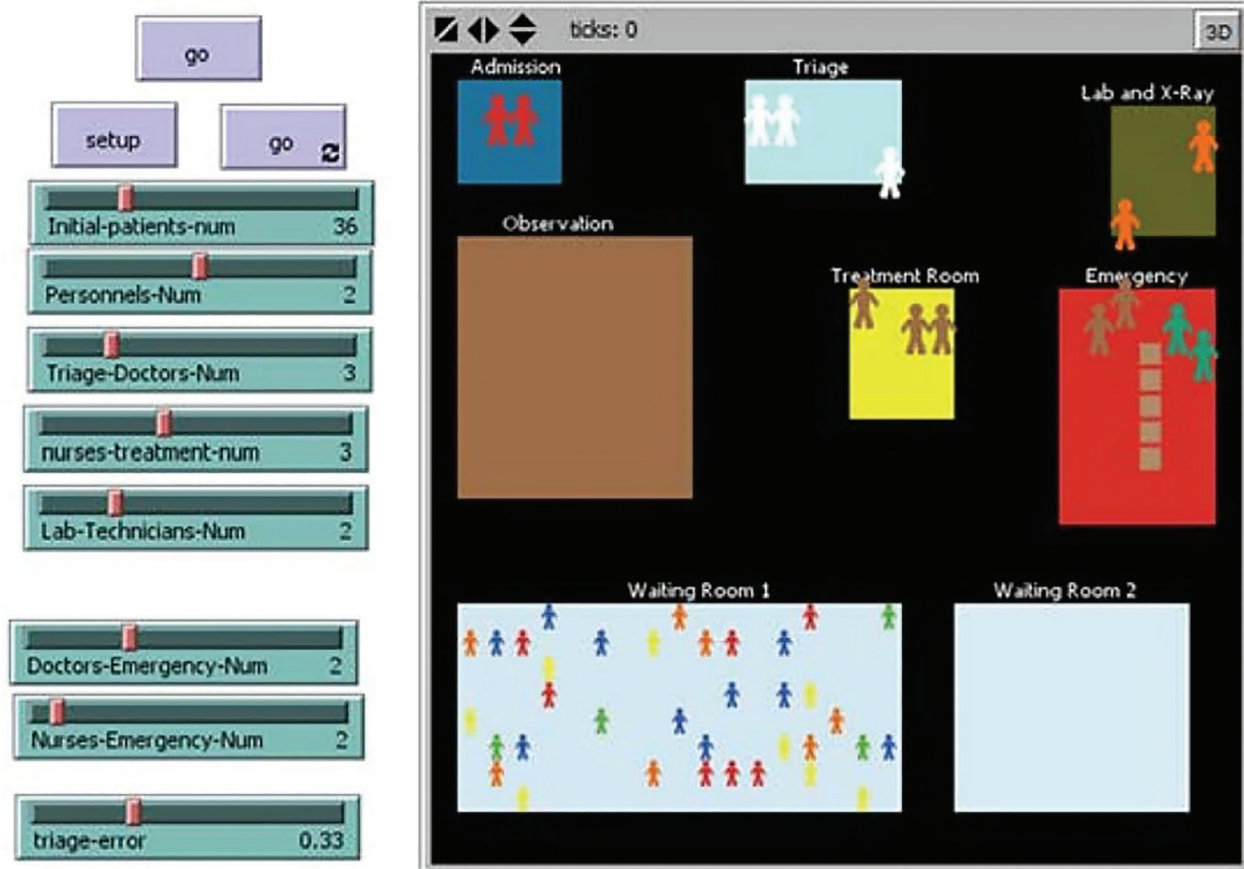 go
setup
go
Initial-patients-num 36
Personnels-Num 2
Triage-Doctors-Num 3
nurses-treatment-num 3
Lab-Technicians-Num 2
Doctors-Emergency-Num 2
Nurses-Emergency-Num 2
triage-error 0.33
ticks: 0
3D
Admission
Triage
Lab and X-Ray
Observation
Treatment Room
Emergency
Waiting Room 1
Waiting Room 2